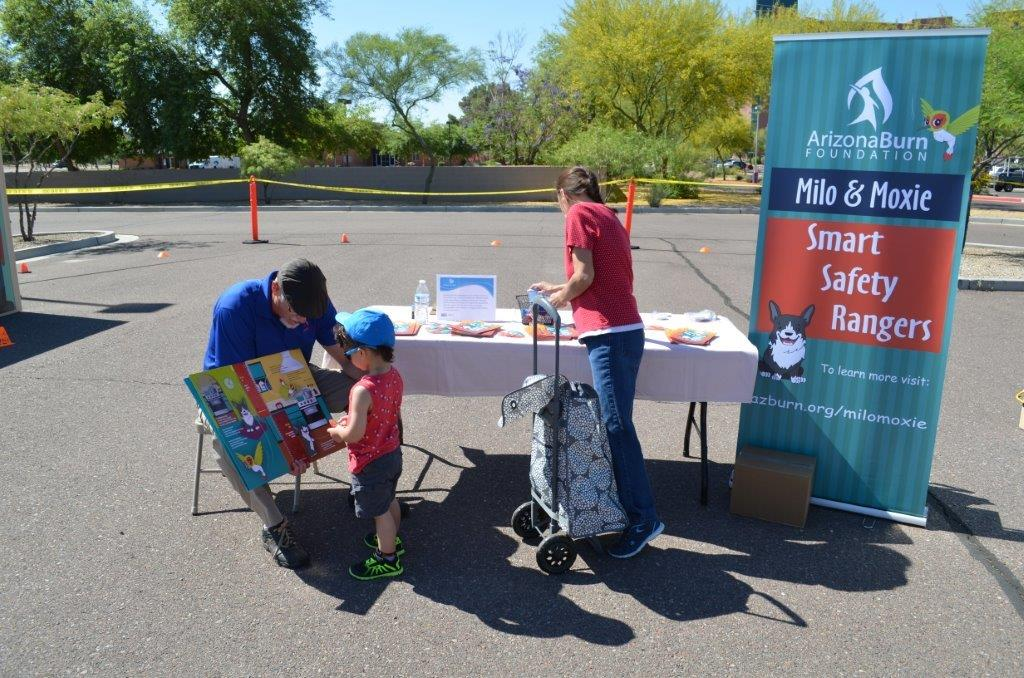 ArizonaBurn
FOUNDATION
Milo & Moxie
Smart
Safety
Rangers
To learn more visit:
azburn.org/milomoxie